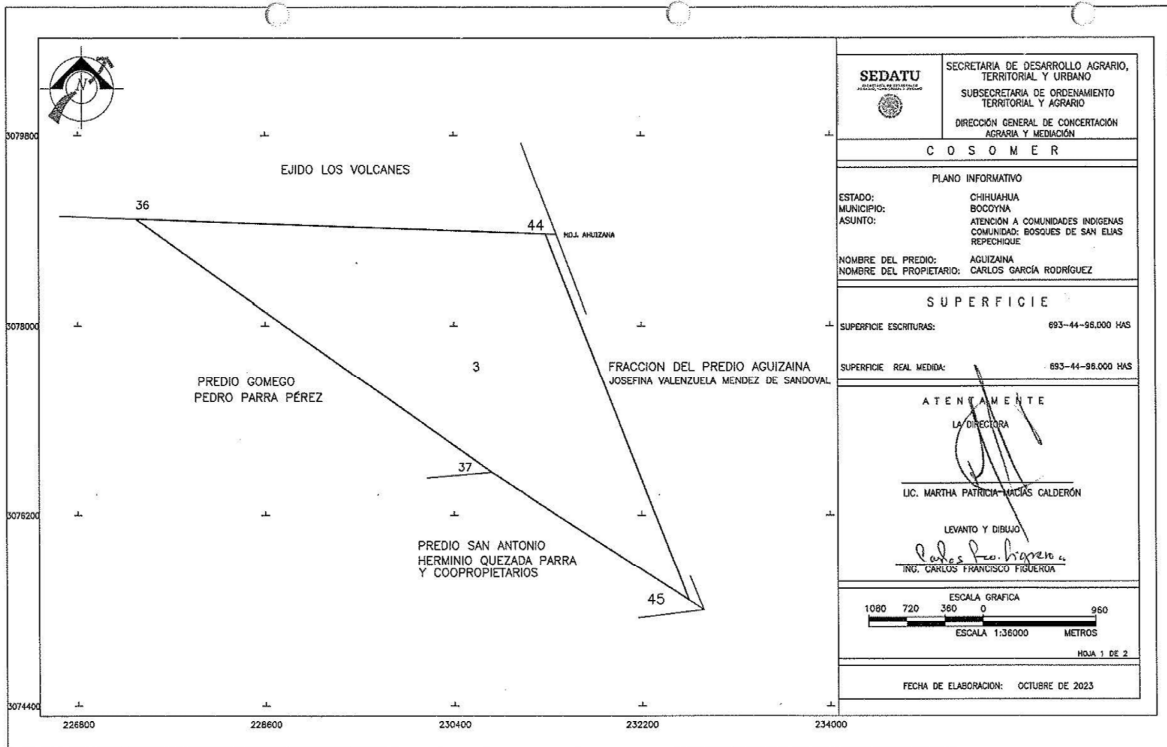 N
EJIDO LOS VOLCANES
36
44
MOJ. AHUIZANA
3
FRACCION DEL PREDIO AGUIZAINA
JOSEFINA VALENZUELA MENDEZ DE SANDOVAL
PREDIO GOMEGO
PEDRO PARRA PÉREZ
37
PREDIO SAN ANTONIO
HERMINIO QUEZADA PARRA
Y COOPROPIETARIOS
45
3079800
3078000
3076200
3074400
226800
228600
230400
232200
234000
SEDATU
SECRETARIA DE DESARROLLO AGRARIO,
TERRITORIAL Y URBANO
SUBSECRETARIA DE ORDENAMIENTO
TERRITORIAL Y AGRARIO
DIRECCIÓN GENERAL DE CONCERTACIÓN
AGRARIA Y MEDIACIÓN
C O S O M E R
PLANO INFORMATIVO
ESTADO: CHIHUAHUA
MUNICIPIO: BOCOYNA
ASUNTO: ATENCIÓN A COMUNIDADES INDIGENAS
COMUNIDAD: BOSQUES DE SAN ELIAS
REPECHIQUE
NOMBRE DEL PREDIO: AGUIZAINA
NOMBRE DEL PROPIETARIO: CARLOS GARCÍA RODRÍGUEZ
S U P E R F I C I E
SUPERFICIE ESCRITURAS: 693-44-96.000 HAS
SUPERFICIE REAL MEDIDA: 693-44-96.000 HAS
A T E N T A M E N T E
LA DIRECTORA
LIC. MARTHA PATRICIA MACÍAS CALDERÓN
LEVANTO Y DIBUJO
ING. CARLOS FRANCISCO FIGUEROA
ESCALA GRAFICA
1080 720 360 0 960
ESCALA 1:36000 METROS
HOJA 1 DE 2
FECHA DE ELABORACION: OCTUBRE DE 2023